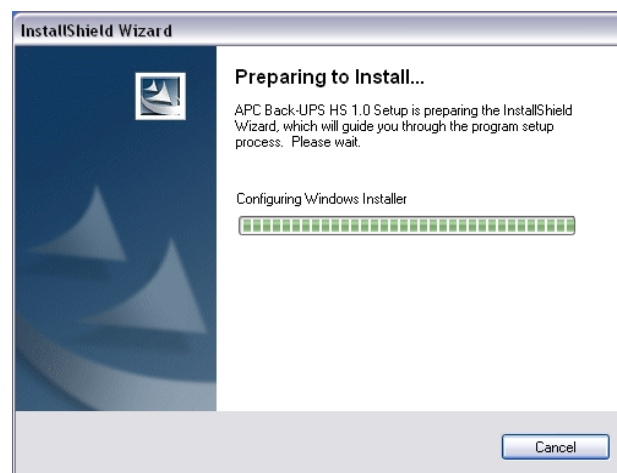 InstallShield Wizard
Preparing to Install...
APC Back-UPS HS 1.0 Setup is preparing the InstallShield
Wizard, which will guide you through the program setup
process. Please wait.
Configuring Windows Installer
Cancel